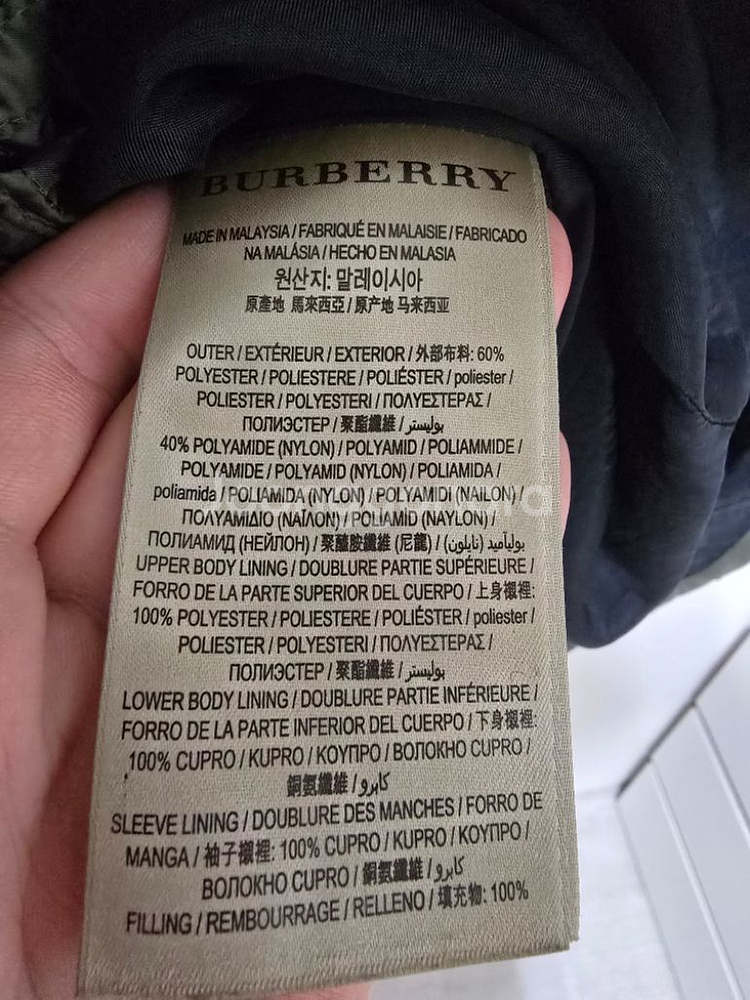 BURBERRY
MADE IN MALAYSIA / FABRIQUÉ EN MALAISIE / FABRICADO
NA MALÁSIA / HECHO EN MALASIA
원산지: 말레이시아
原產地 馬來西亞 / 原产地 马来西亚
OUTER / EXTÉRIEUR / EXTERIOR / 外部布料: 60%
POLYESTER / POLIESTERE / POLIÉSTER / poliester /
POLIESTER / POLYESTERI / ΠΟΛΥΕΣΤΕΡΑΣ /
ПОЛИЭСТЕР / 聚酯纖維 / بوليستر
40% POLYAMIDE (NYLON) / POLYAMID / POLIAMMIDE /
POLYAMIDE / POLYAMID (NYLON) / POLIAMIDA /
poliamida / POLIAMIDA (NYLON) / POLYAMIDI (NAILON) /
ΠΟΛΥΑΜΙΔΙΟ (ΝΑΪΛΟΝ) / POLÍAMID (NAYLON) /
ПОЛИАМИД (НЕЙЛОН) / 聚醯胺纖維 (尼龍) / بولياميد (نايلون)
UPPER BODY LINING / DOUBLURE PARTIE SUPÉRIEURE /
FORRO DE LA PARTE SUPERIOR DEL CUERPO / 上身襯裡:
100% POLYESTER / POLIESTERE / POLIÉSTER / poliester /
POLIESTER / POLYESTERI / ΠΟΛΥΕΣΤΕΡΑΣ /
ПОЛИЭСТЕР / 聚酯纖維 / بوليستر
LOWER BODY LINING / DOUBLURE PARTIE INFÉRIEURE /
FORRO DE LA PARTE INFERIOR DEL CUERPO / 下身襯裡:
100% CUPRO / KUPRO / ΚΟΥΠΡΟ / ВОЛОКНО CUPRO /
銅氨纖維 / كابرو
SLEEVE LINING / DOUBLURE DES MANCHES / FORRO DE
MANGA / 袖子襯裡: 100% CUPRO / KUPRO / ΚΟΥΠΡΟ /
ВОЛОКНО CUPRO / 銅氨纖維 / كابرو
FILLING / REMBOURRAGE / RELLENO / 填充物: 100%